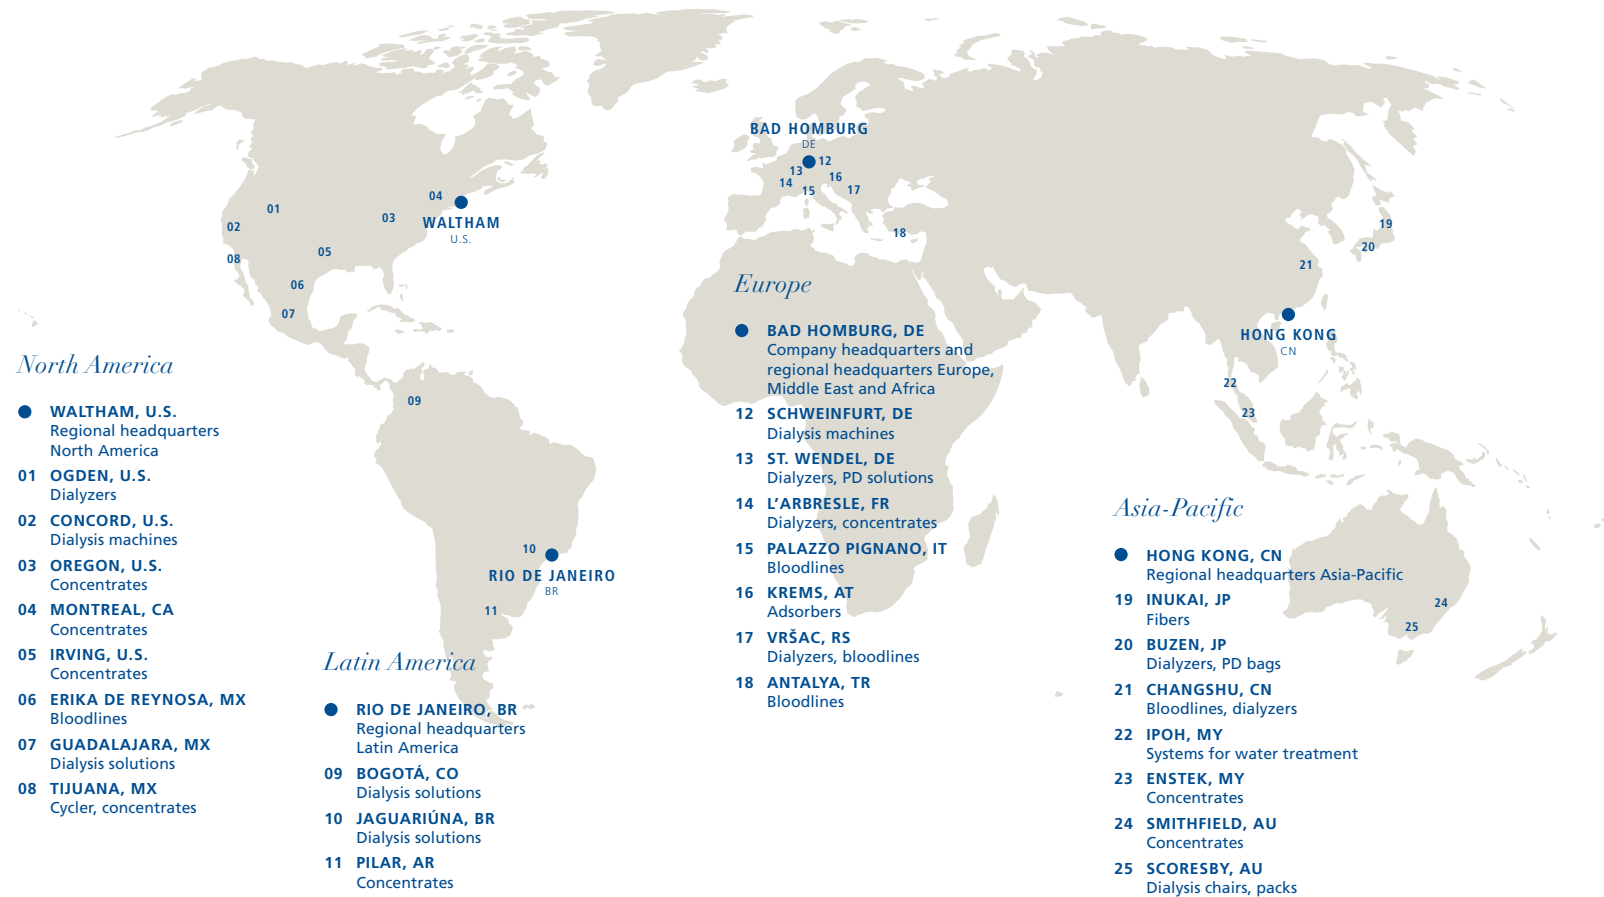 BAD HOMBURG
DE
12
13
16
14
15
17
18
04
01
03
WALTHAM
U.S.
02
05
08
06
07
19
20
21
HONG KONG
CN
22
23
09
10
RIO DE JANEIRO
BR
11
24
25
North America
WALTHAM, U.S.
Regional headquarters
North America
01 OGDEN, U.S.
Dialyzers
02 CONCORD, U.S.
Dialysis machines
03 OREGON, U.S.
Concentrates
04 MONTREAL, CA
Concentrates
05 IRVING, U.S.
Concentrates
06 ERIKA DE REYNOSA, MX
Bloodlines
07 GUADALAJARA, MX
Dialysis solutions
08 TIJUANA, MX
Cycler, concentrates
Latin America
RIO DE JANEIRO, BR
Regional headquarters
Latin America
09 BOGOTÁ, CO
Dialysis solutions
10 JAGUARIÚNA, BR
Dialysis solutions
11 PILAR, AR
Concentrates
Europe
BAD HOMBURG, DE
Company headquarters and
regional headquarters Europe,
Middle East and Africa
12 SCHWEINFURT, DE
Dialysis machines
13 ST. WENDEL, DE
Dialyzers, PD solutions
14 L’ARBRESLE, FR
Dialyzers, concentrates
15 PALAZZO PIGNANO, IT
Bloodlines
16 KREMS, AT
Adsorbers
17 VRŠAC, RS
Dialyzers, bloodlines
18 ANTALYA, TR
Bloodlines
Asia-Pacific
HONG KONG, CN
Regional headquarters Asia-Pacific
19 INUKAI, JP
Fibers
20 BUZEN, JP
Dialyzers, PD bags
21 CHANGSHU, CN
Bloodlines, dialyzers
22 IPOH, MY
Systems for water treatment
23 ENSTEK, MY
Concentrates
24 SMITHFIELD, AU
Concentrates
25 SCORESBY, AU
Dialysis chairs, packs